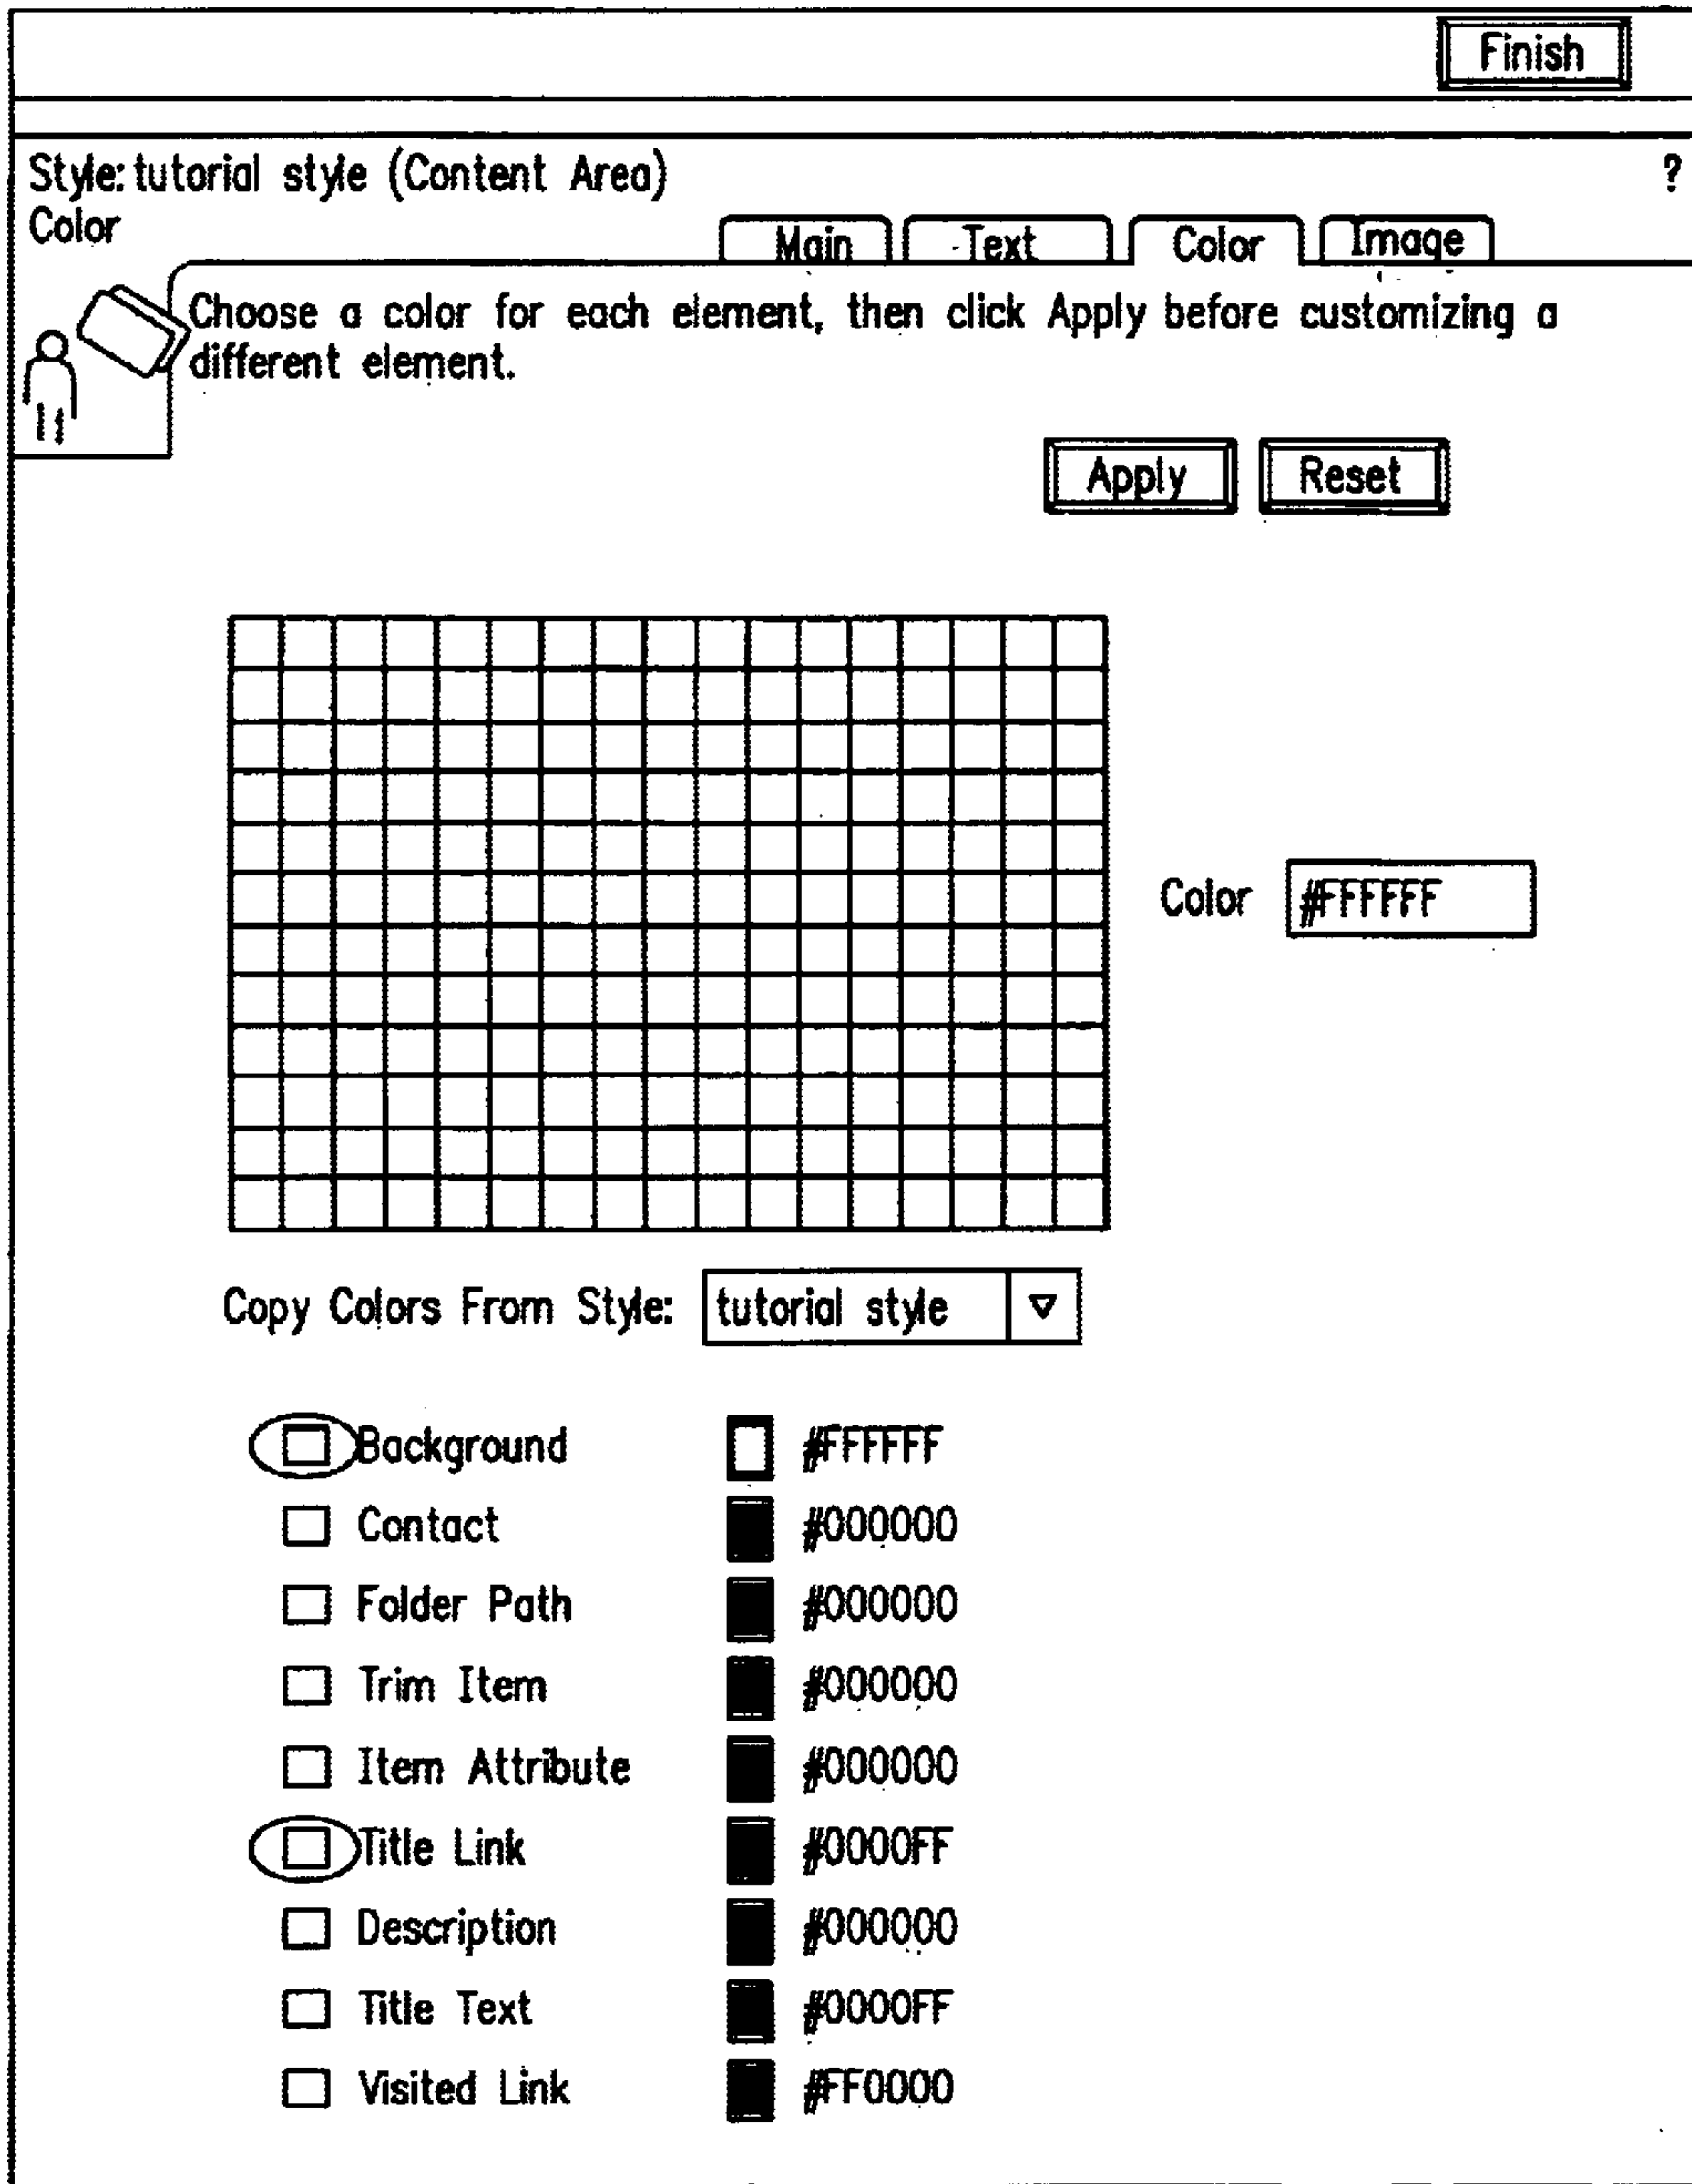 Finish
Style: tutorial style (Content Area) ?
Color
Main Text Color Image
Choose a color for each element, then click Apply before customizing a
different element.
Apply Reset
Color #FFFFFF
Copy Colors From Style: tutorial style
Background #FFFFFF
Contact #000000
Folder Path #000000
Trim Item #000000
Item Attribute #000000
Title Link #0000FF
Description #000000
Title Text #0000FF
Visited Link #FF0000